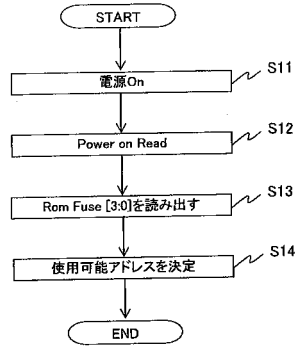 START
電源On
S11
Power on Read
S12
Rom Fuse [3:0]を読み出す
S13
使用可能アドレスを決定
S14
END